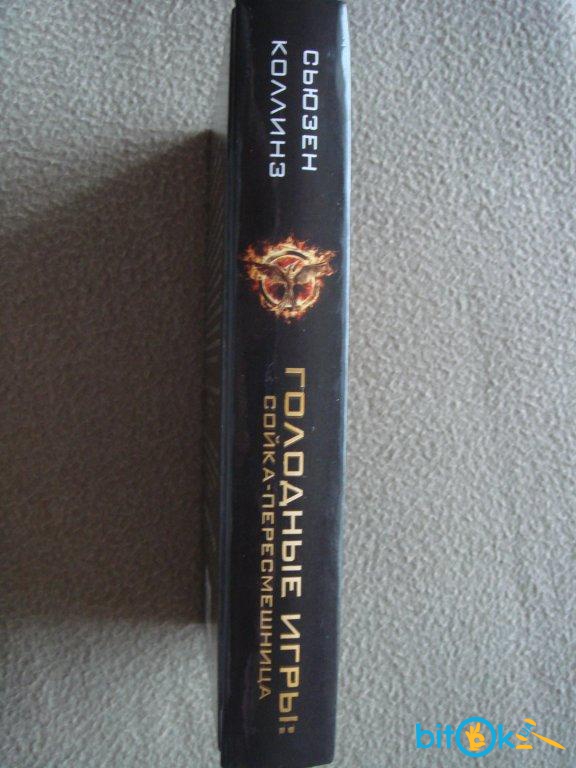 СЬЮЗЕН
КОЛЛИНЗ
ГОЛОДНЫЕ ИГРЫ:
СОЙКА-ПЕРЕСМЕШНИЦА
bitok